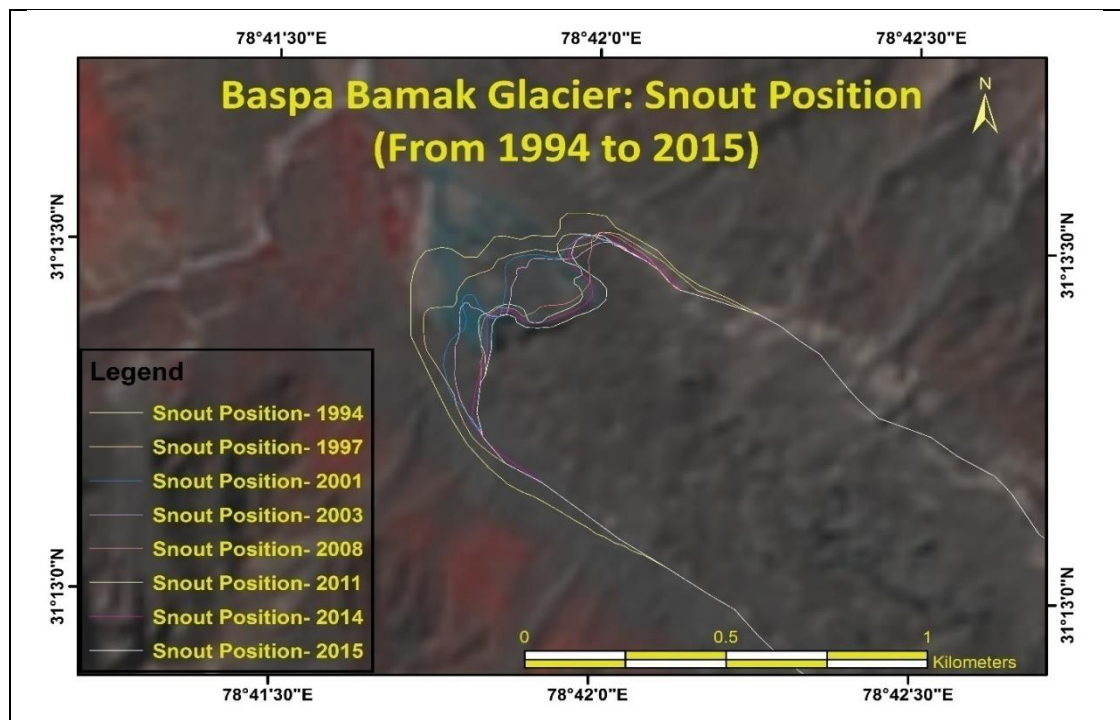 78°41'30"E 78°42'0"E 78°42'30"E
Baspa Bamak Glacier: Snout Position
(From 1994 to 2015)
N
31°13'30"N
31°13'30"N
Legend
Snout Position- 1994
Snout Position- 1997
Snout Position- 2001
Snout Position- 2003
Snout Position- 2008
Snout Position- 2011
Snout Position- 2014
Snout Position- 2015
31°13'0"N
31°13'0"N
0 0.5 1
Kilometers
78°41'30"E 78°42'0"E 78°42'30"E